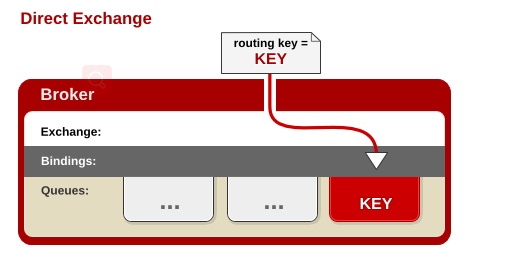 Direct Exchange
routing key =
KEY
Broker
Exchange:
Bindings:
Queues:
...
...
KEY